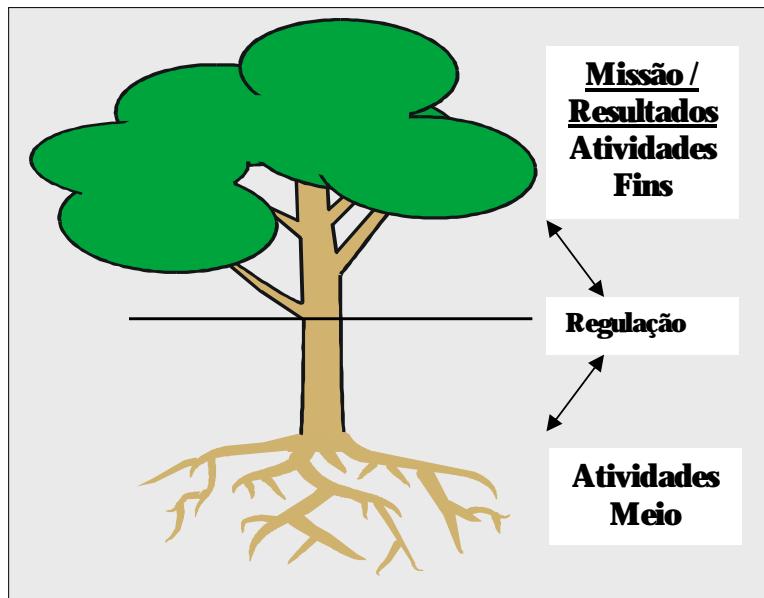 Missão /
Resultados
Atividades
Fins
Regulação
Atividades
Meio